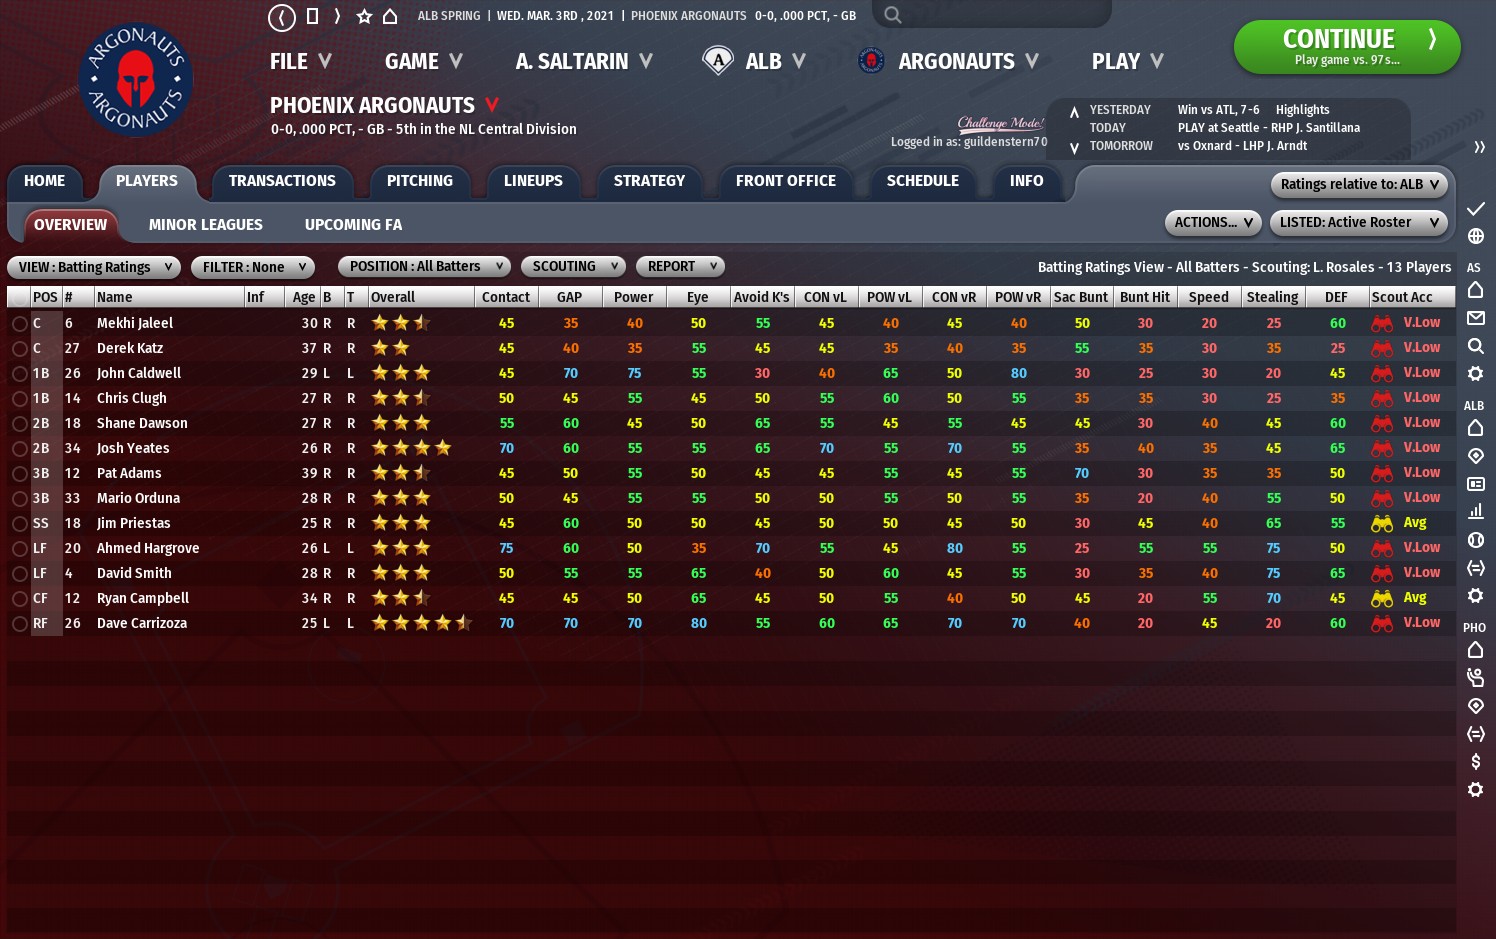 ALB SPRING | WED. MAR. 3RD , 2021 | PHOENIX ARGONAUTS 0-0, .000 PCT, - GB
ARGONAUTS
ARGONAUTS
FILE GAME A. SALTARIN A ALB ARGONAUTS PLAY
CONTINUE
Play game vs. 97s...
PHOENIX ARGONAUTS
0-0, .000 PCT, - GB - 5th in the NL Central Division
Challenge Mode!
Logged in as: guildenstern70
YESTERDAY Win vs ATL, 7-6 Highlights
TODAY PLAY at Seattle - RHP J. Santillana
TOMORROW vs Oxnard - LHP J. Arndt
HOME PLAYERS TRANSACTIONS PITCHING LINEUPS STRATEGY FRONT OFFICE SCHEDULE INFO
Ratings relative to: ALB
OVERVIEW MINOR LEAGUES UPCOMING FA
ACTIONS... LISTED: Active Roster
VIEW : Batting Ratings FILTER : None POSITION : All Batters SCOUTING REPORT
Batting Ratings View - All Batters - Scouting: L. Rosales - 13 Players
POS # Name Inf Age B T Overall Contact GAP Power Eye Avoid K's CON vL POW vL CON vR POW vR Sac Bunt Bunt Hit Speed Stealing DEF Scout Acc
C 6 Mekhi Jaleel 30 R R 45 35 40 50 55 45 40 45 40 50 30 20 25 60 V.Low
C 27 Derek Katz 37 R R 45 40 35 55 45 45 35 40 35 55 35 30 35 25 V.Low
1B 26 John Caldwell 29 L L 45 70 75 55 30 40 65 50 80 30 25 30 20 45 V.Low
1B 14 Chris Clugh 27 R R 50 45 55 45 50 55 60 50 55 35 35 30 25 35 V.Low
2B 18 Shane Dawson 27 R R 55 60 45 50 65 55 45 55 45 45 30 40 45 60 V.Low
2B 34 Josh Yeates 26 R R 70 60 55 55 65 70 55 70 55 35 40 35 45 65 V.Low
3B 12 Pat Adams 39 R R 45 50 55 50 45 45 55 45 55 70 30 35 35 50 V.Low
3B 33 Mario Orduna 28 R R 50 45 55 55 50 50 55 50 55 35 20 40 55 50 V.Low
SS 18 Jim Priestas 25 R R 45 60 50 50 45 50 50 45 50 30 45 40 65 55 Avg
LF 20 Ahmed Hargrove 26 L L 75 60 50 35 70 55 45 80 55 25 55 55 75 50 V.Low
LF 4 David Smith 28 R R 50 55 55 65 40 50 60 45 55 30 35 40 75 65 V.Low
CF 12 Ryan Campbell 34 R R 45 45 50 65 45 50 55 40 50 45 20 55 70 45 Avg
RF 26 Dave Carrizoza 25 L L 70 70 70 80 55 60 65 70 70 40 20 45 20 60 V.Low
AS
ALB
PHO